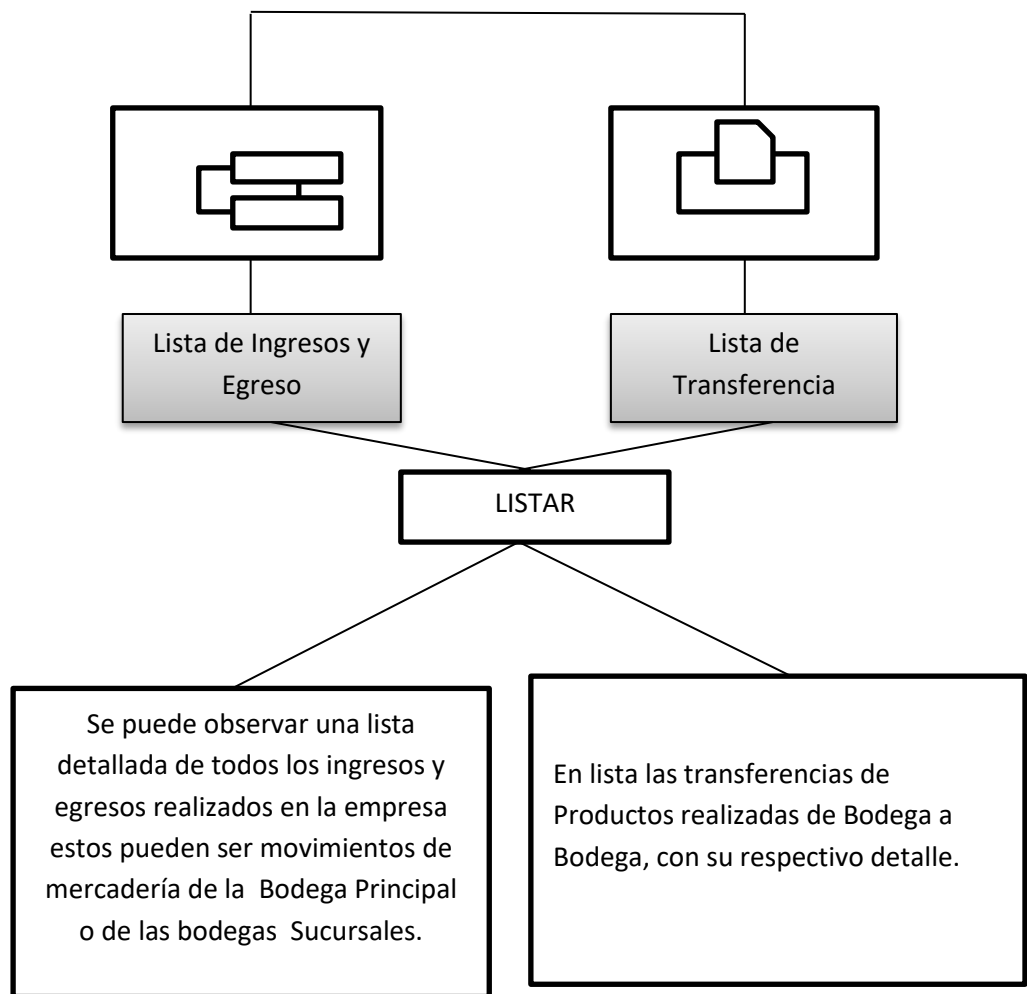 Lista de Ingresos y
Egreso
Lista de
Transferencia
LISTAR
Se puede observar una lista
detallada de todos los ingresos y
egresos realizados en la empresa
estos pueden ser movimientos de
mercadería de la  Bodega Principal
o de las bodegas  Sucursales.
En lista las transferencias de
Productos realizadas de Bodega a
Bodega, con su respectivo detalle.